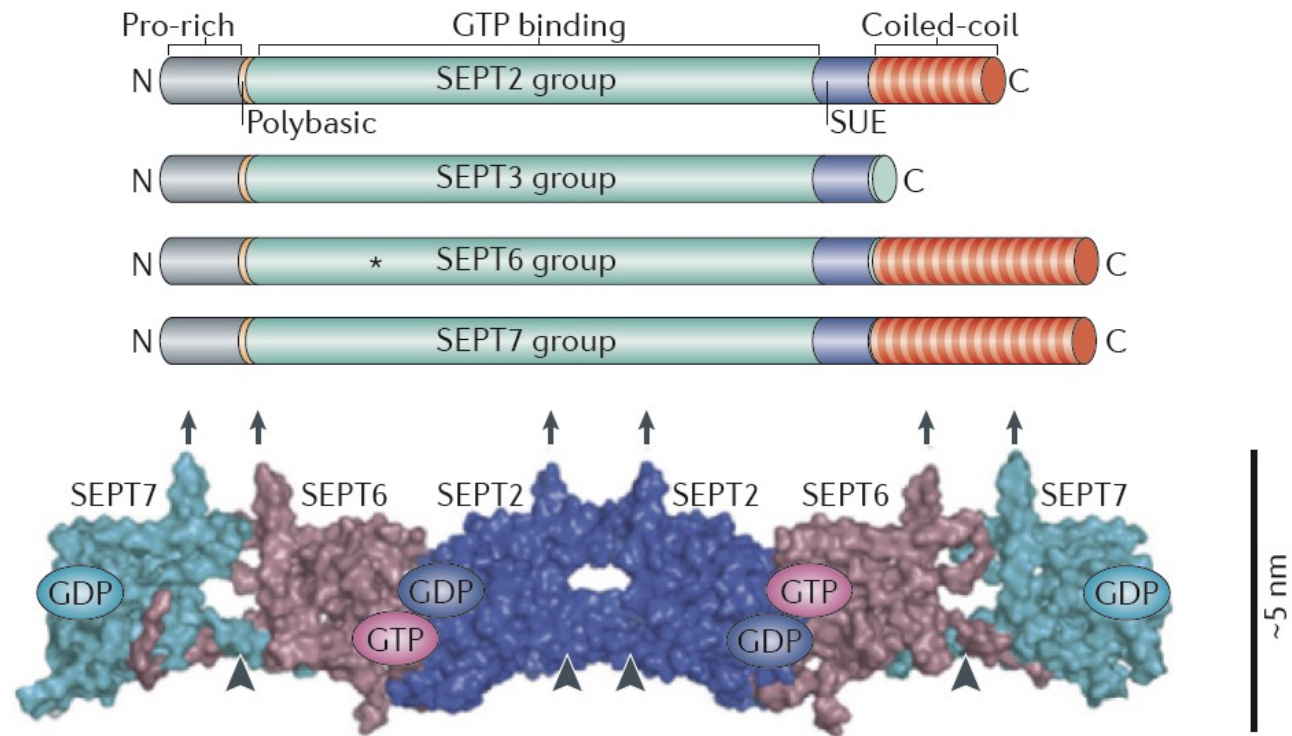 Pro-rich GTP binding Coiled-coil
N SEPT2 group C
Polybasic SUE
N SEPT3 group C
N * SEPT6 group C
N SEPT7 group C
SEPT7 SEPT6 SEPT2 SEPT2 SEPT6 SEPT7
GDP GDP GTP GDP
GTP GDP
~5 nm